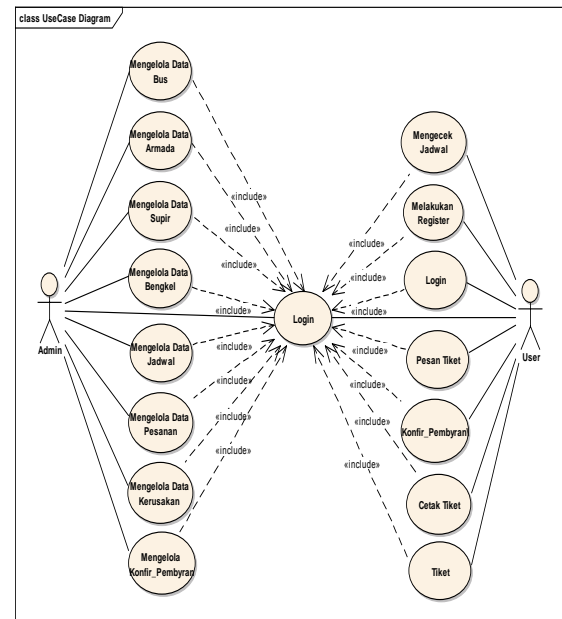 class UseCase Diagram
Mengelola Data
Bus
Mengelola Data
Armada
Mengelola Data
Supir
Mengelola Data
Bengkel
Mengelola Data
Jadwal
Mengelola Data
Pesanan
Mengelola Data
Kerusakan
Mengelola
Konfir_Pembyran
Admin
«include»
«include»
«include»
«include»
«include»
«include»
«include»
«include»
Login
«include»
«include»
«include»
«include»
«include»
«include»
«include»
Mengecek
Jadwal
Melakukan
Register
Login
Pesan Tiket
Konfir_Pembyran
Cetak Tiket
Tiket
User